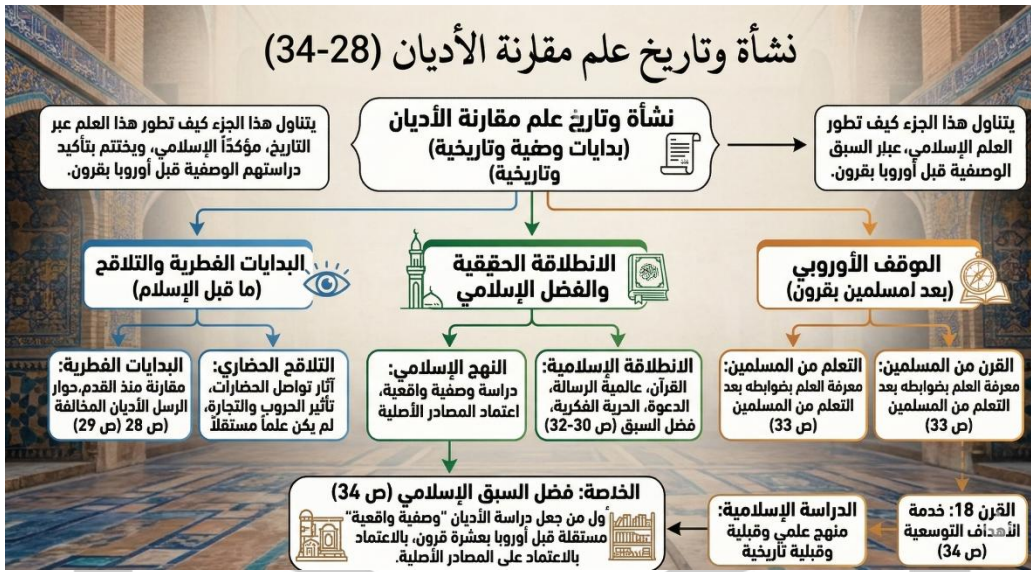 نشأة وتاريخ علم مقارنة الأديان (28-34)
يتناول هذا الجزء كيف تطور
العلم الإسلامي، عبر السبق
الوصفية قبل أوروبا بقرون.
نشأة وتاريخ علم مقارنة الأديان
(بدايات وصفية وتاريخية)
وتاريخية)
يتناول هذا الجزء كيف تطور هذا العلم عبر
التاريخ، مؤكدًا الإسلامي، ويختتم بتأكيد
دراستهم الوصفية قبل أوروبا بقرون.
الموقف الأوروبي
(بعد لمسلمين بقرون)
الانطلاقة الحققية
والفضل الإسلامي
البدايات الفطرية والتلاقح
(ما قبل الإسلام)
القرن من المسلمين:
معرفة العلم بضوابطه بعد
التعلم من المسلمين
(ص 33)
التعلم من المسلمين:
معرفة العلم بضوابطه بعد
التعلم من المسلمين
(ص 33)
الانطلاقة الإسلامية:
القرآن، عالمية الرسالة،
الدعوة، الحرية الفكرية،
فضل السبق (ص 30-32)
النهج الإسلامي:
دراسة وصفية واقعية،
اعتماد المصادر الأصلية
التلاقح الحضاري:
آثار تواصل الحضارات،
تأثير الحروب والتجارة،
لم يكن علماً مستقلاً
البدايات الفطرية:
مقارنة منذ القدم،حوار
الرسل الأديان المخالفة
ص 28 (ص 29)
القرن 18: خدمة
الأهداف التوسعية
(ص 34)
الدراسة الإسلامية:
منهج علمي وقبلية
وقبلية تاريخية
الخلاصة: فضل السبق الإسلامي (ص 34)
ول من جعل دراسة الأديان "وصفية واقعية"
مستقلة قبل أوروبا بعشرة قرون، بالاعتماد
بالاعتماد على المصادر الأصلية.